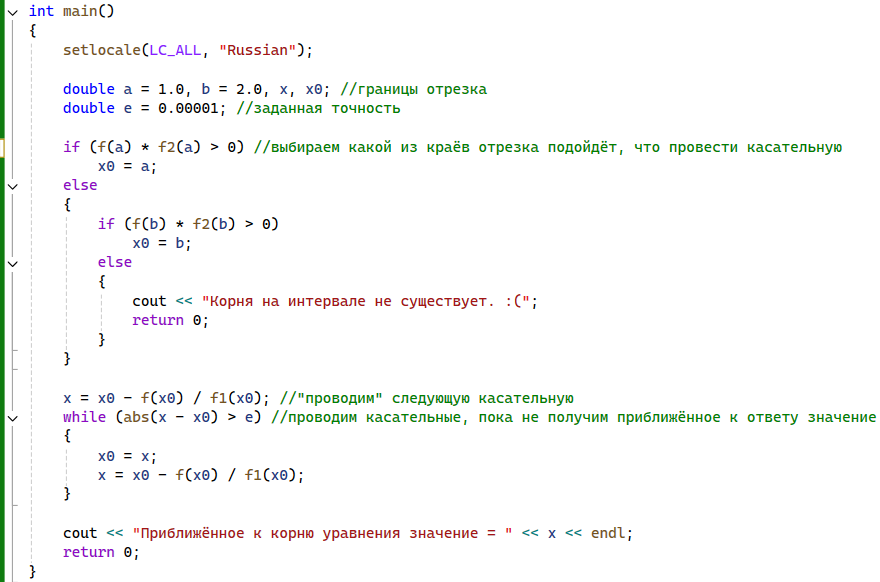 int main()
{
setlocale(LC_ALL, "Russian");
double a = 1.0, b = 2.0, x, x0; //границы отрезка
double e = 0.00001; //заданная точность
if (f(a) * f2(a) > 0) //выбираем какой из краёв отрезка подойдёт, что провести касательную
x0 = a;
else
{
if (f(b) * f2(b) > 0)
x0 = b;
else
{
cout << "Корня на интервале не существует. :(";
return 0;
}
}
x = x0 - f(x0) / f1(x0); //"проводим" следующую касательную
while (abs(x - x0) > e) //проводим касательные, пока не получим приближённое к ответу значение
{
x0 = x;
x = x0 - f(x0) / f1(x0);
}
cout << "Приближённое к корню уравнения значение = " << x << endl;
return 0;
}